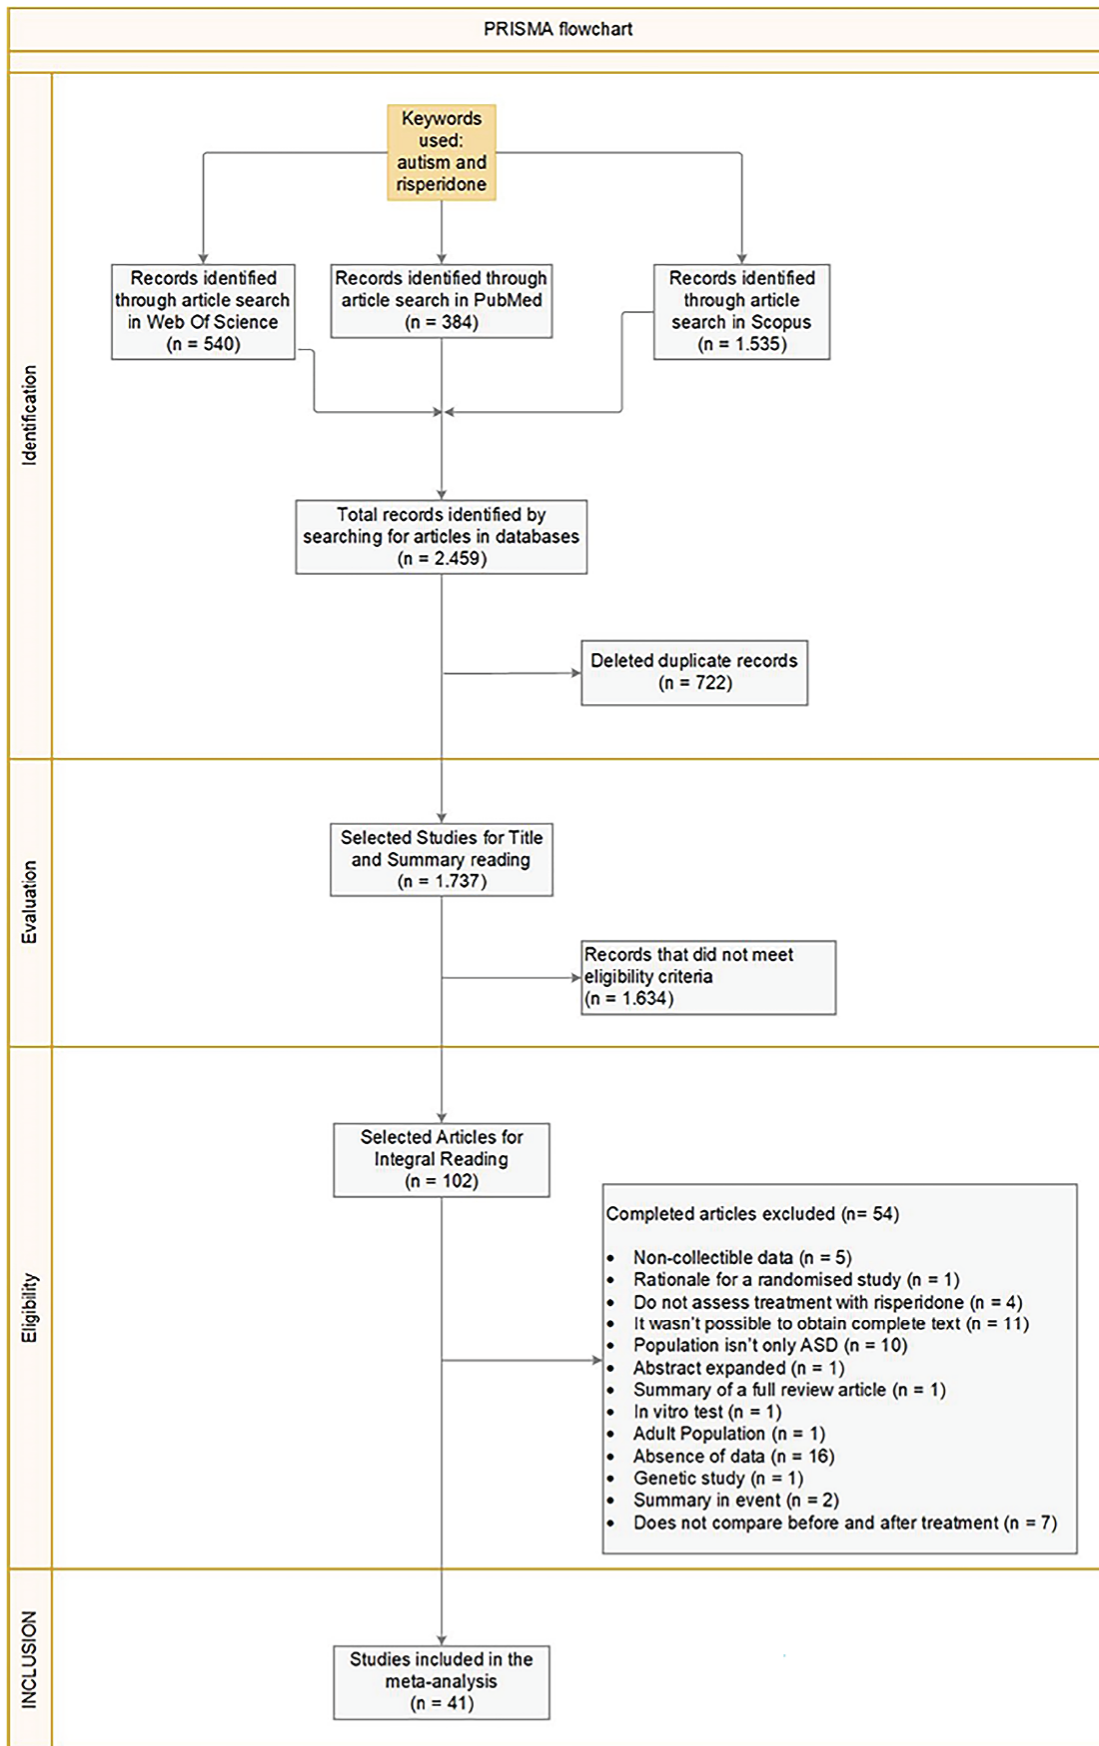 PRISMA flowchart
Identification
Keywords
used:
autism and
risperidone
Records identified
through article search
in Web Of Science
(n = 540)
Records identified through
article search in PubMed
(n = 384)
Records identified
through article
search in Scopus
(n = 1.535)
Total records identified by
searching for articles in databases
(n = 2.459)
Deleted duplicate records
(n = 722)
Evaluation
Selected Studies for Title
and Summary reading
(n = 1.737)
Records that did not meet
eligibility criteria
(n = 1.634)
Eligibility
Selected Articles for
Integral Reading
(n = 102)
Completed articles excluded (n= 54)
• Non-collectible data (n = 5)
• Rationale for a randomised study (n = 1)
• Do not assess treatment with risperidone (n = 4)
• It wasn't possible to obtain complete text (n = 11)
• Population isn't only ASD (n = 10)
• Abstract expanded (n = 1)
• Summary of a full review article (n = 1)
• In vitro test (n = 1)
• Adult Population (n = 1)
• Absence of data (n = 16)
• Genetic study (n = 1)
• Summary in event (n = 2)
• Does not compare before and after treatment (n = 7)
INCLUSION
Studies included in the
meta-analysis
(n = 41)